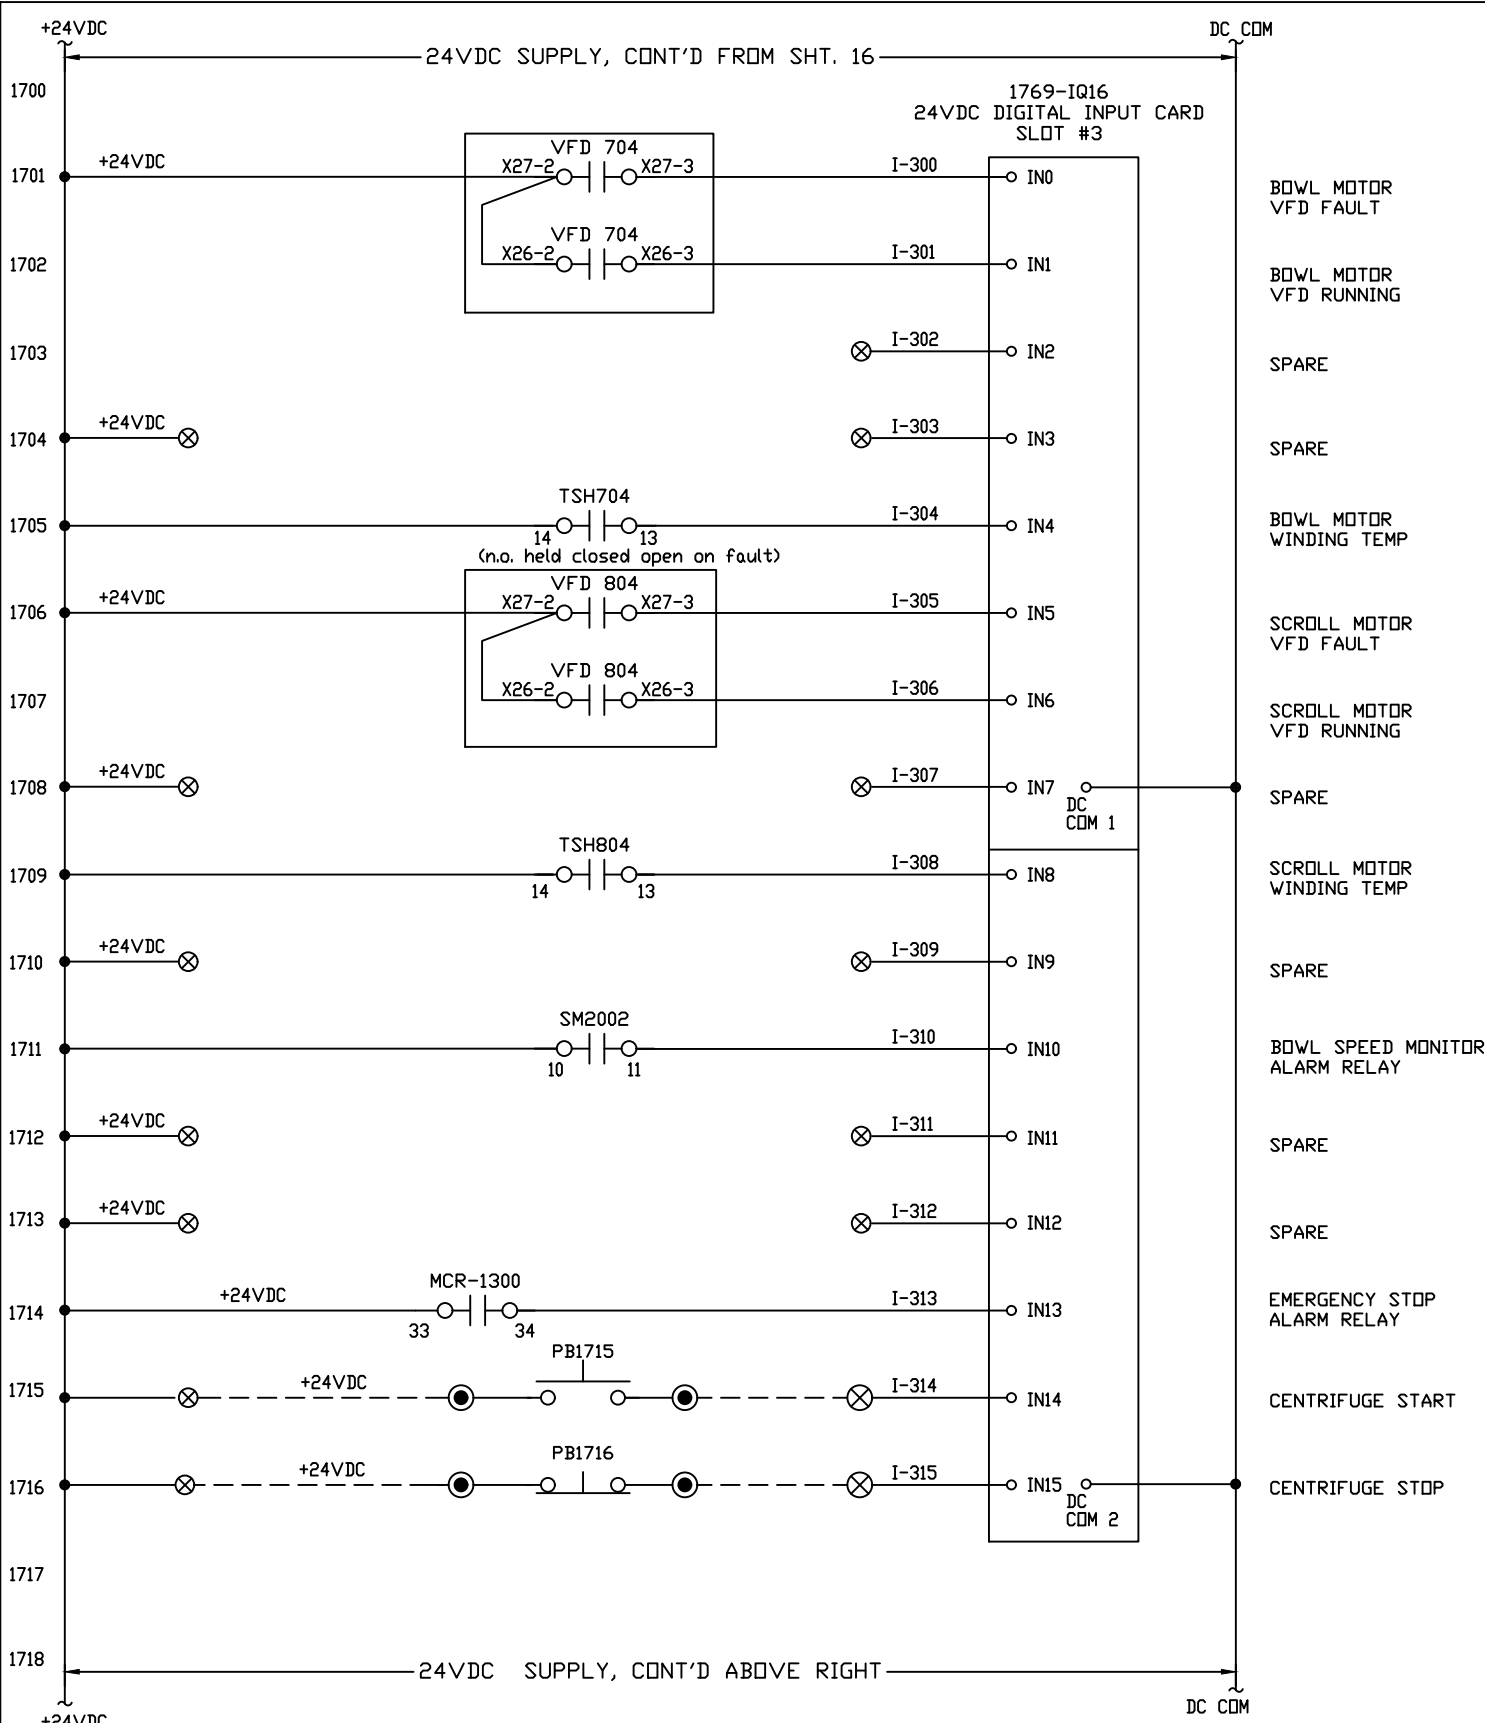 +24VDC
DC COM
24VDC SUPPLY, CONT'D FROM SHT. 16
1700
1769-IQ16
24VDC DIGITAL INPUT CARD
SLOT #3
1701
+24VDC
VFD 704
X27-2
X27-3
I-300
IN0
BOWL MOTOR
VFD FAULT
1702
VFD 704
X26-2
X26-3
I-301
IN1
BOWL MOTOR
VFD RUNNING
1703
I-302
IN2
SPARE
1704
+24VDC
I-303
IN3
SPARE
1705
TSH704
14
13
I-304
IN4
BOWL MOTOR
WINDING TEMP
(n.o. held closed open on fault)
1706
+24VDC
VFD 804
X27-2
X27-3
I-305
IN5
SCROLL MOTOR
VFD FAULT
1707
VFD 804
X26-2
X26-3
I-306
IN6
SCROLL MOTOR
VFD RUNNING
1708
+24VDC
I-307
IN7
DC
COM 1
SPARE
1709
TSH804
14
13
I-308
IN8
SCROLL MOTOR
WINDING TEMP
1710
+24VDC
I-309
IN9
SPARE
1711
SM2002
10
11
I-310
IN10
BOWL SPEED MONITOR
ALARM RELAY
1712
+24VDC
I-311
IN11
SPARE
1713
+24VDC
I-312
IN12
SPARE
1714
+24VDC
MCR-1300
33
34
I-313
IN13
EMERGENCY STOP
ALARM RELAY
1715
+24VDC
PB1715
I-314
IN14
CENTRIFUGE START
1716
+24VDC
PB1716
I-315
IN15
DC
COM 2
CENTRIFUGE STOP
1717
1718
24VDC SUPPLY, CONT'D ABOVE RIGHT
DC COM
+24VDC